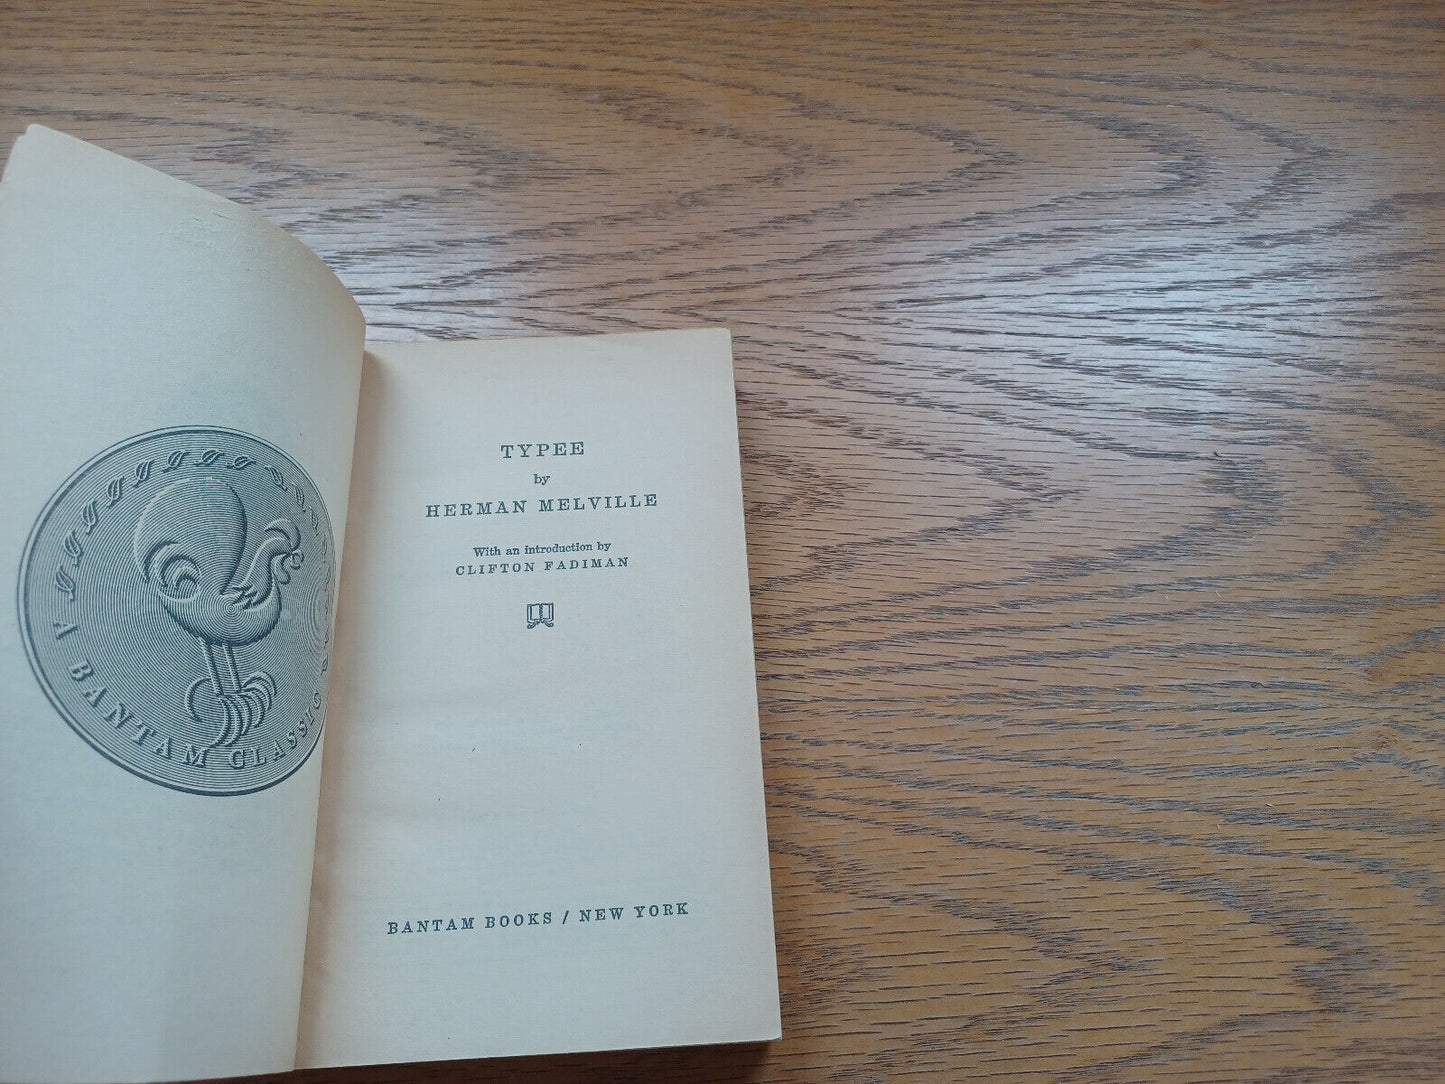 A BANTAM CLASSIC
TYPEE
by
HERMAN MELVILLE
With an introduction by
CLIFTON FADIMAN
BANTAM BOOKS / NEW YORK